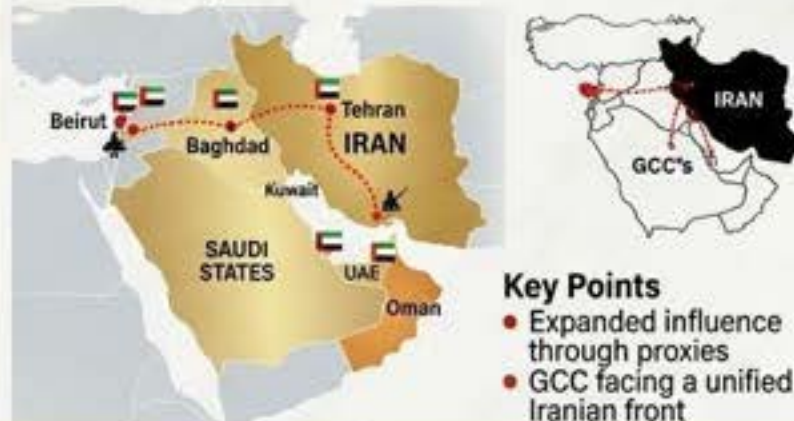 Beirut
Baghdad
Tehran
IRAN
Kuwait
SAUDI
STATES
UAE
Oman
IRAN
GCC"s
Key Points
• Expanded influence
through proxies
• GCC facing a unified
Iranian front